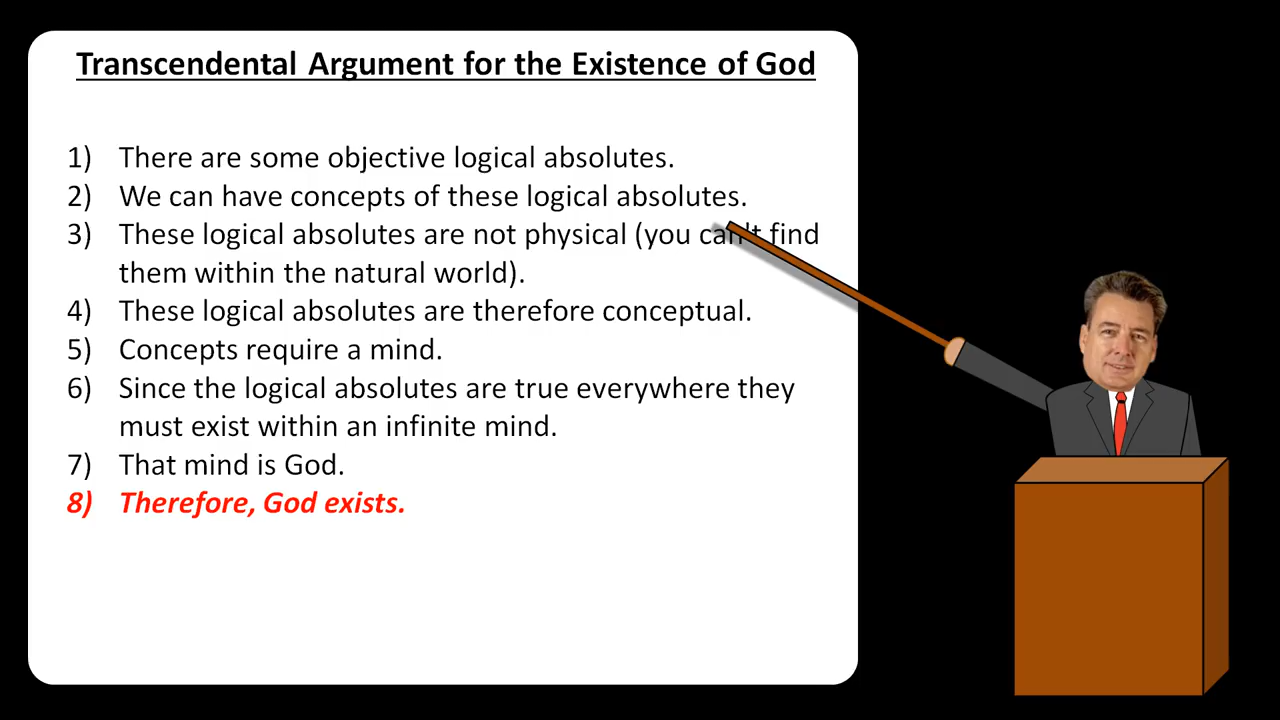 Transcendental Argument for the Existence of God
1) There are some objective logical absolutes.
2) We can have concepts of these logical absolutes.
3) These logical absolutes are not physical (you can't find
them within the natural world).
4) These logical absolutes are therefore conceptual.
5) Concepts require a mind.
6) Since the logical absolutes are true everywhere they
must exist within an infinite mind.
7) That mind is God.
8) Therefore, God exists.